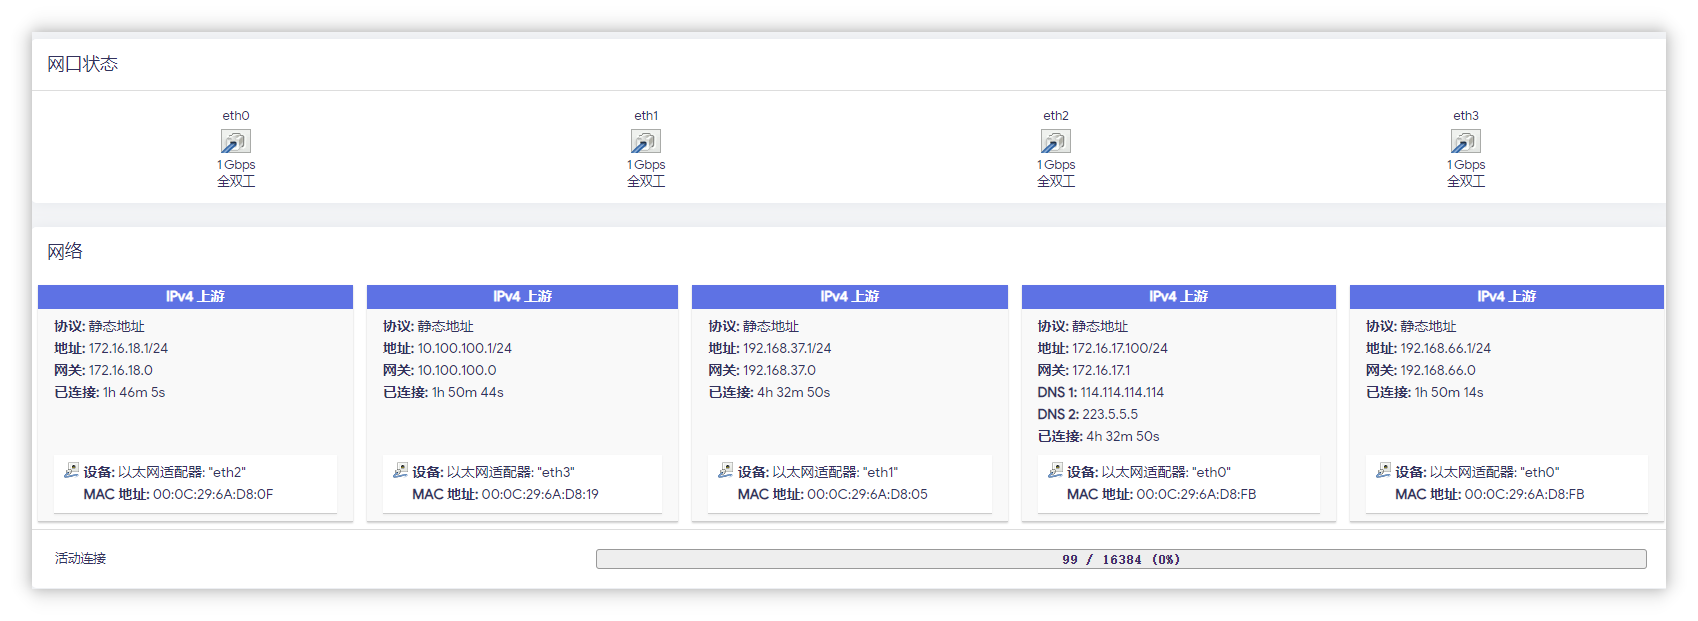 网口状态
eth0
1 Gbps
全双工
eth1
1 Gbps
全双工
eth2
1 Gbps
全双工
eth3
1 Gbps
全双工
网络
IPv4 上游
协议: 静态地址
地址: 172.16.18.1/24
网关: 172.16.18.0
已连接: 1h 46m 5s
设备: 以太网适配器: "eth2"
MAC 地址: 00:0C:29:6A:D8:0F
IPv4 上游
协议: 静态地址
地址: 10.100.100.1/24
网关: 10.100.100.0
已连接: 1h 50m 44s
设备: 以太网适配器: "eth3"
MAC 地址: 00:0C:29:6A:D8:19
IPv4 上游
协议: 静态地址
地址: 192.168.37.1/24
网关: 192.168.37.0
已连接: 4h 32m 50s
设备: 以太网适配器: "eth1"
MAC 地址: 00:0C:29:6A:D8:05
IPv4 上游
协议: 静态地址
地址: 172.16.17.100/24
网关: 172.16.17.1
DNS 1: 114.114.114.114
DNS 2: 223.5.5.5
已连接: 4h 32m 50s
设备: 以太网适配器: "eth0"
MAC 地址: 00:0C:29:6A:D8:FB
IPv4 上游
协议: 静态地址
地址: 192.168.66.1/24
网关: 192.168.66.0
已连接: 1h 50m 14s
设备: 以太网适配器: "eth0"
MAC 地址: 00:0C:29:6A:D8:FB
活动连接
99 / 16384 (0%)